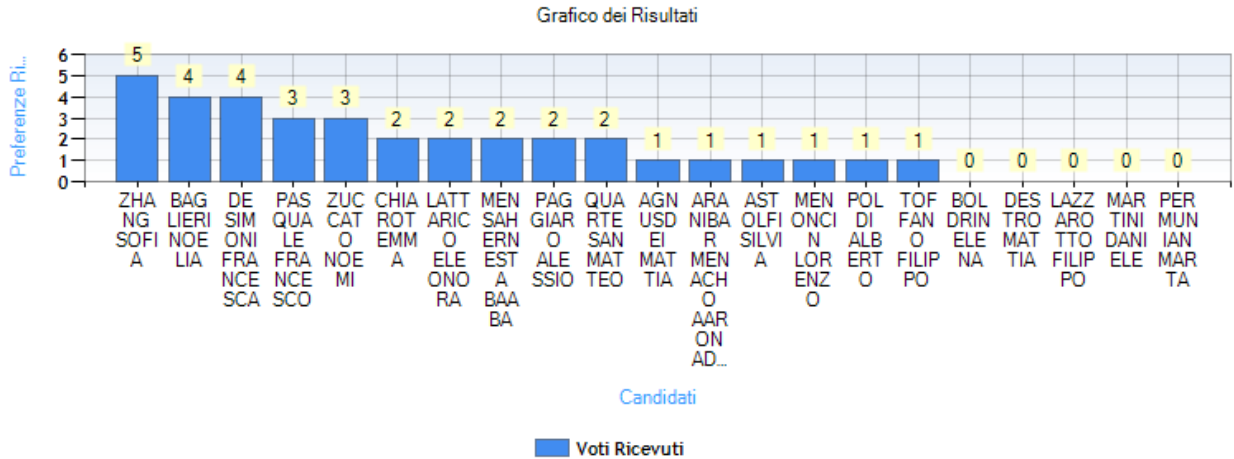 Grafico dei Risultati
Preferenze Ri...
6
5
4
3
2
1
0
5
4
4
3
3
2
2
2
2
2
1
1
1
1
1
1
0
0
0
0
0
ZHA
NG
SOFI
A
BAG
LIERI
NOE
LIA
DE
SIM
ONI
FRA
NCE
SCA
PAS
QUA
LE
FRA
NCE
SCO
ZUC
CAT
O
NOE
MI
CHIA
ROT
EMM
A
LATT
ARIC
O
ELE
ONO
RA
MEN
SAH
ERN
EST
A
BAA
BA
PAG
GIAR
O
ALE
SSIO
QUA
RTE
SAN
MAT
TEO
AGN
USD
EI
MAT
TIA
ARA
NIBA
R
MEN
ACH
O
AAR
ON
AD...
AST
OLFI
SILVI
A
MEN
ONCI
N
LOR
ENZ
O
POL
DI
ALB
ERT
O
TOF
FAN
O
FILIP
PO
BOL
DRIN
ELE
NA
DES
TRO
MAT
TIA
LAZZ
ARO
TTO
FILIP
PO
MAR
TINI
DANI
ELE
PER
MUN
IAN
MAR
TA
Candidati
Voti Ricevuti